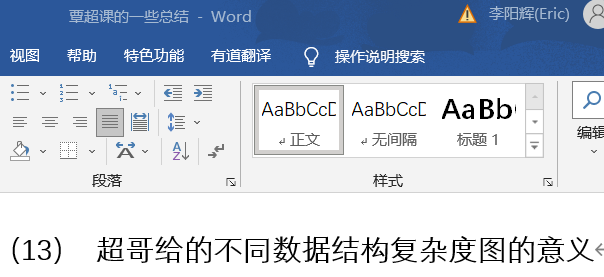 覃超课的一些总结 - Word 李阳辉(Eric)
视图 帮助 特色功能 有道翻译 操作说明搜索
AaBbCcD AaBbCcD AaBb
正文 无间隔 标题 1
编辑
段落 样式
(13) 超哥给的不同数据结构复杂度图的意义